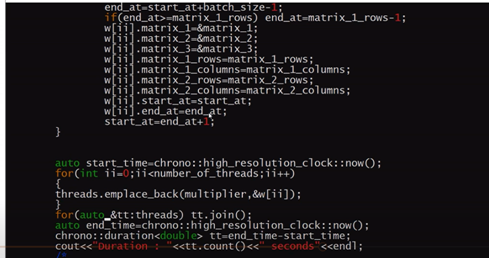 end_at=start_at+batch_size-1;
if(end_at>=matrix_1_rows) end_at=matrix_1_rows-1;
w[ii].matrix_1=&matrix_1;
w[ii].matrix_2=&matrix_2;
w[ii].matrix_3=&matrix_3;
w[ii].matrix_1_rows=matrix_1_rows;
w[ii].matrix_1_columns=matrix_1_columns;
w[ii].matrix_2_rows=matrix_2_rows;
w[ii].matrix_2_columns=matrix_2_columns;
w[ii].start_at=start_at;
w[ii].end_at=end_at;
start_at=end_at+1;
}
auto start_time=chrono::high_resolution_clock::now();
for(int ii=0;ii<number_of_threads;ii++)
{
threads.emplace_back(multiplier,&w[ii]);
}
for(auto &tt:threads) tt.join();
auto end_time=chrono::high_resolution_clock::now();
chrono::duration<double> tt=end_time-start_time;
cout<<"Duration : "<<tt.count()<<" seconds"<<endl;
/*